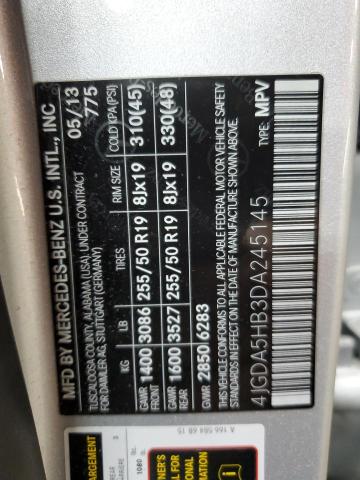 MFD BY MERCEDES-BENZ U.S. INTL., INC
TUSCALOOSA COUNTY, ALABAMA (USA) UNDER CONTRACT
FOR DAIMLER AG, STUTTGART (GERMANY)
05/13
775
KG LB TIRES RIM SIZE COLD kPA(PSI)
GAWR FRONT 1400 3086 255/50 R19 8Jx19 310(45)
GAWR REAR 1600 3527 255/50 R19 8Jx19 330(48)
GVWR 2850 6283
THIS VEHICLE CONFORMS TO ALL APPLICABLE FEDERAL MOTOR VEHICLE SAFETY
STANDARDS IN EFFECT ON THE DATE OF MANUFACTURE SHOWN ABOVE.
4JGDA5HB3DA245145 TYPE: MPV
A 166 584 68 15
1080